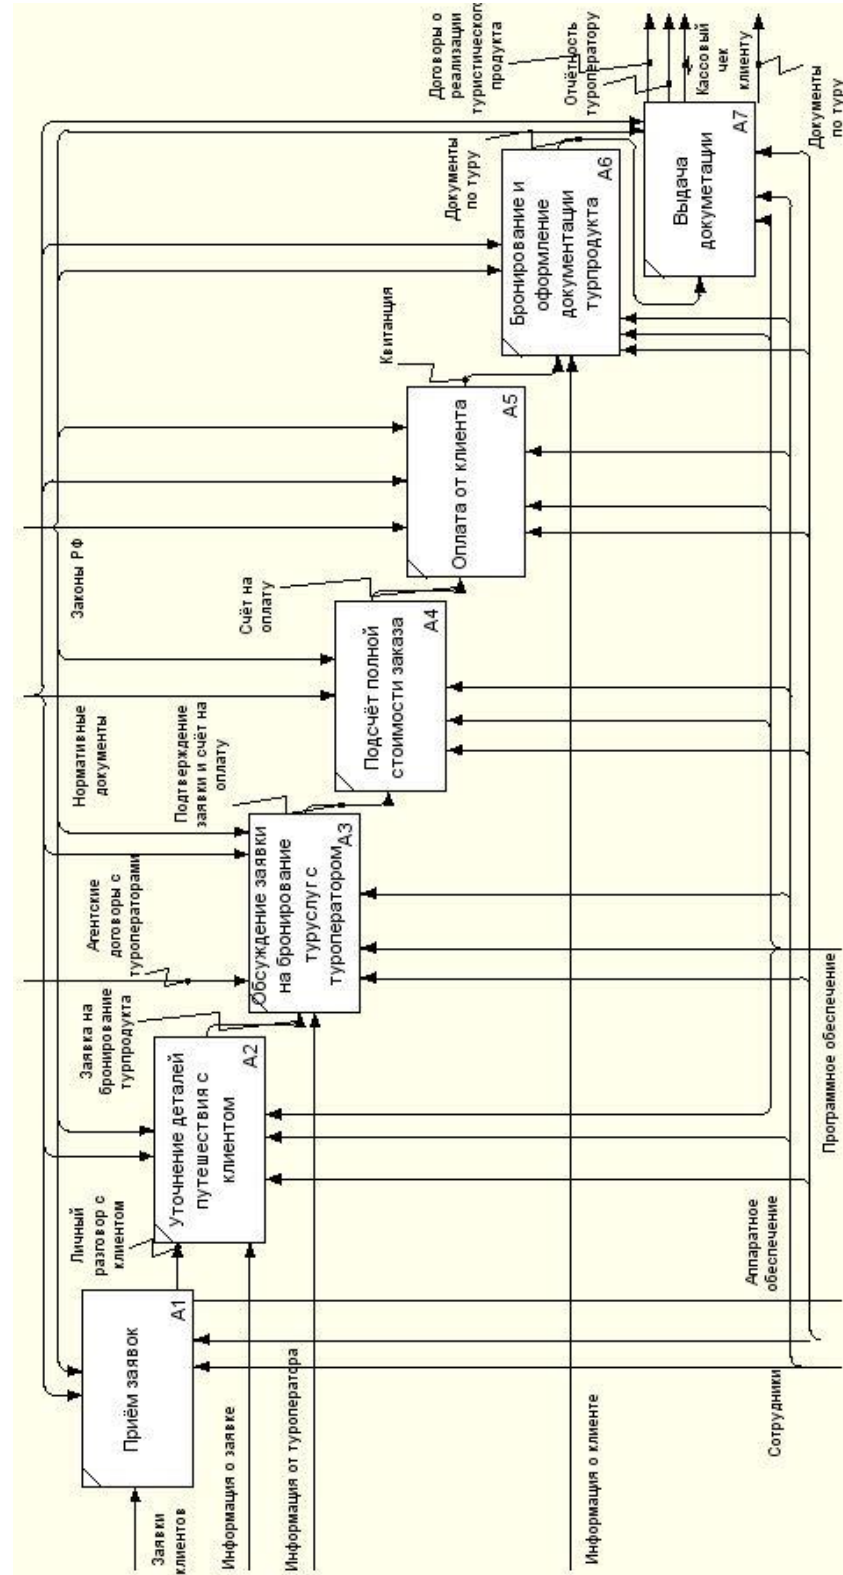 Заявки
клиентов
Информация о заявке
Информация от туроператора
Информация о клиенте
Приём заявок
A1
Личный
разговор с
клиентом
Уточнение деталей
путешествия с
клиентом
A2
Заявка на
бронирование
турпродукта
Агентские
договоры с
туроператорами
Обсуждение заявки
на бронирование
туруслуг с
туроператором
A3
Нормативные
документы
Подтверждение
заявки и счёт на
оплату
Подсчёт полной
стоимости заказа
A4
Законы РФ
Счёт на
оплату
Оплата от клиента
A5
Квитанция
Бронирование и
оформление
документации
турпродукта
A6
Документы
по туру
Выдача
докуметации
A7
Договоры о
реализации
туристического
продукта
Отчётность
туроператору
Кассовый
чек
клиенту
Документы
по туру
Сотрудники
Аппаратное
обеспечение
Программное обеспечение